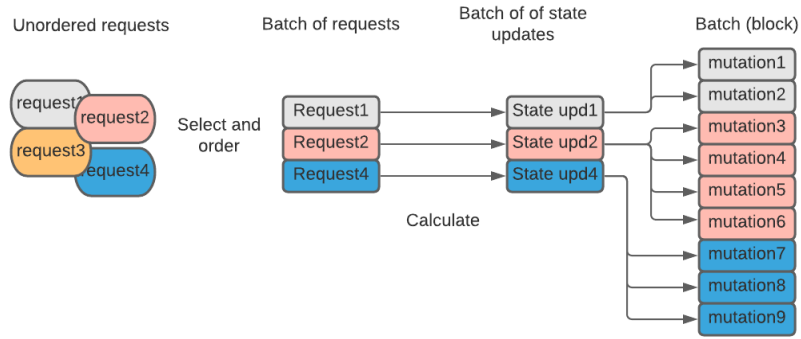 Unordered requests
request1
request2
request3
request4
Select and
order
Batch of requests
Request1
Request2
Request4
Calculate
Batch of of state
updates
State upd1
State upd2
State upd4
Batch (block)
mutation1
mutation2
mutation3
mutation4
mutation5
mutation6
mutation7
mutation8
mutation9